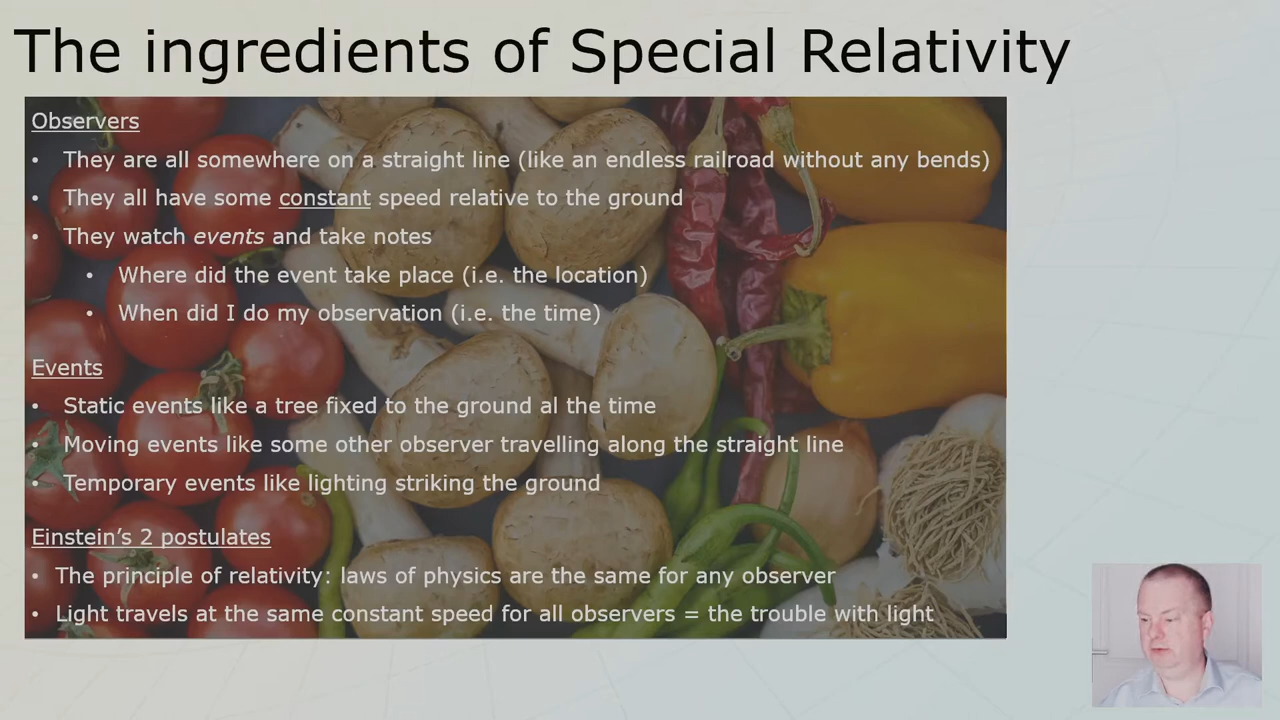 The ingredients of Special Relativity
Observers
• They are all somewhere on a straight line (like an endless railroad without any bends)
• They all have some constant speed relative to the ground
• They watch events and take notes
• Where did the event take place (i.e. the location)
• When did I do my observation (i.e. the time)
Events
• Static events like a tree fixed to the ground al the time
• Moving events like some other observer travelling along the straight line
• Temporary events like lighting striking the ground
Einstein’s 2 postulates
• The principle of relativity: laws of physics are the same for any observer
• Light travels at the same constant speed for all observers = the trouble with light